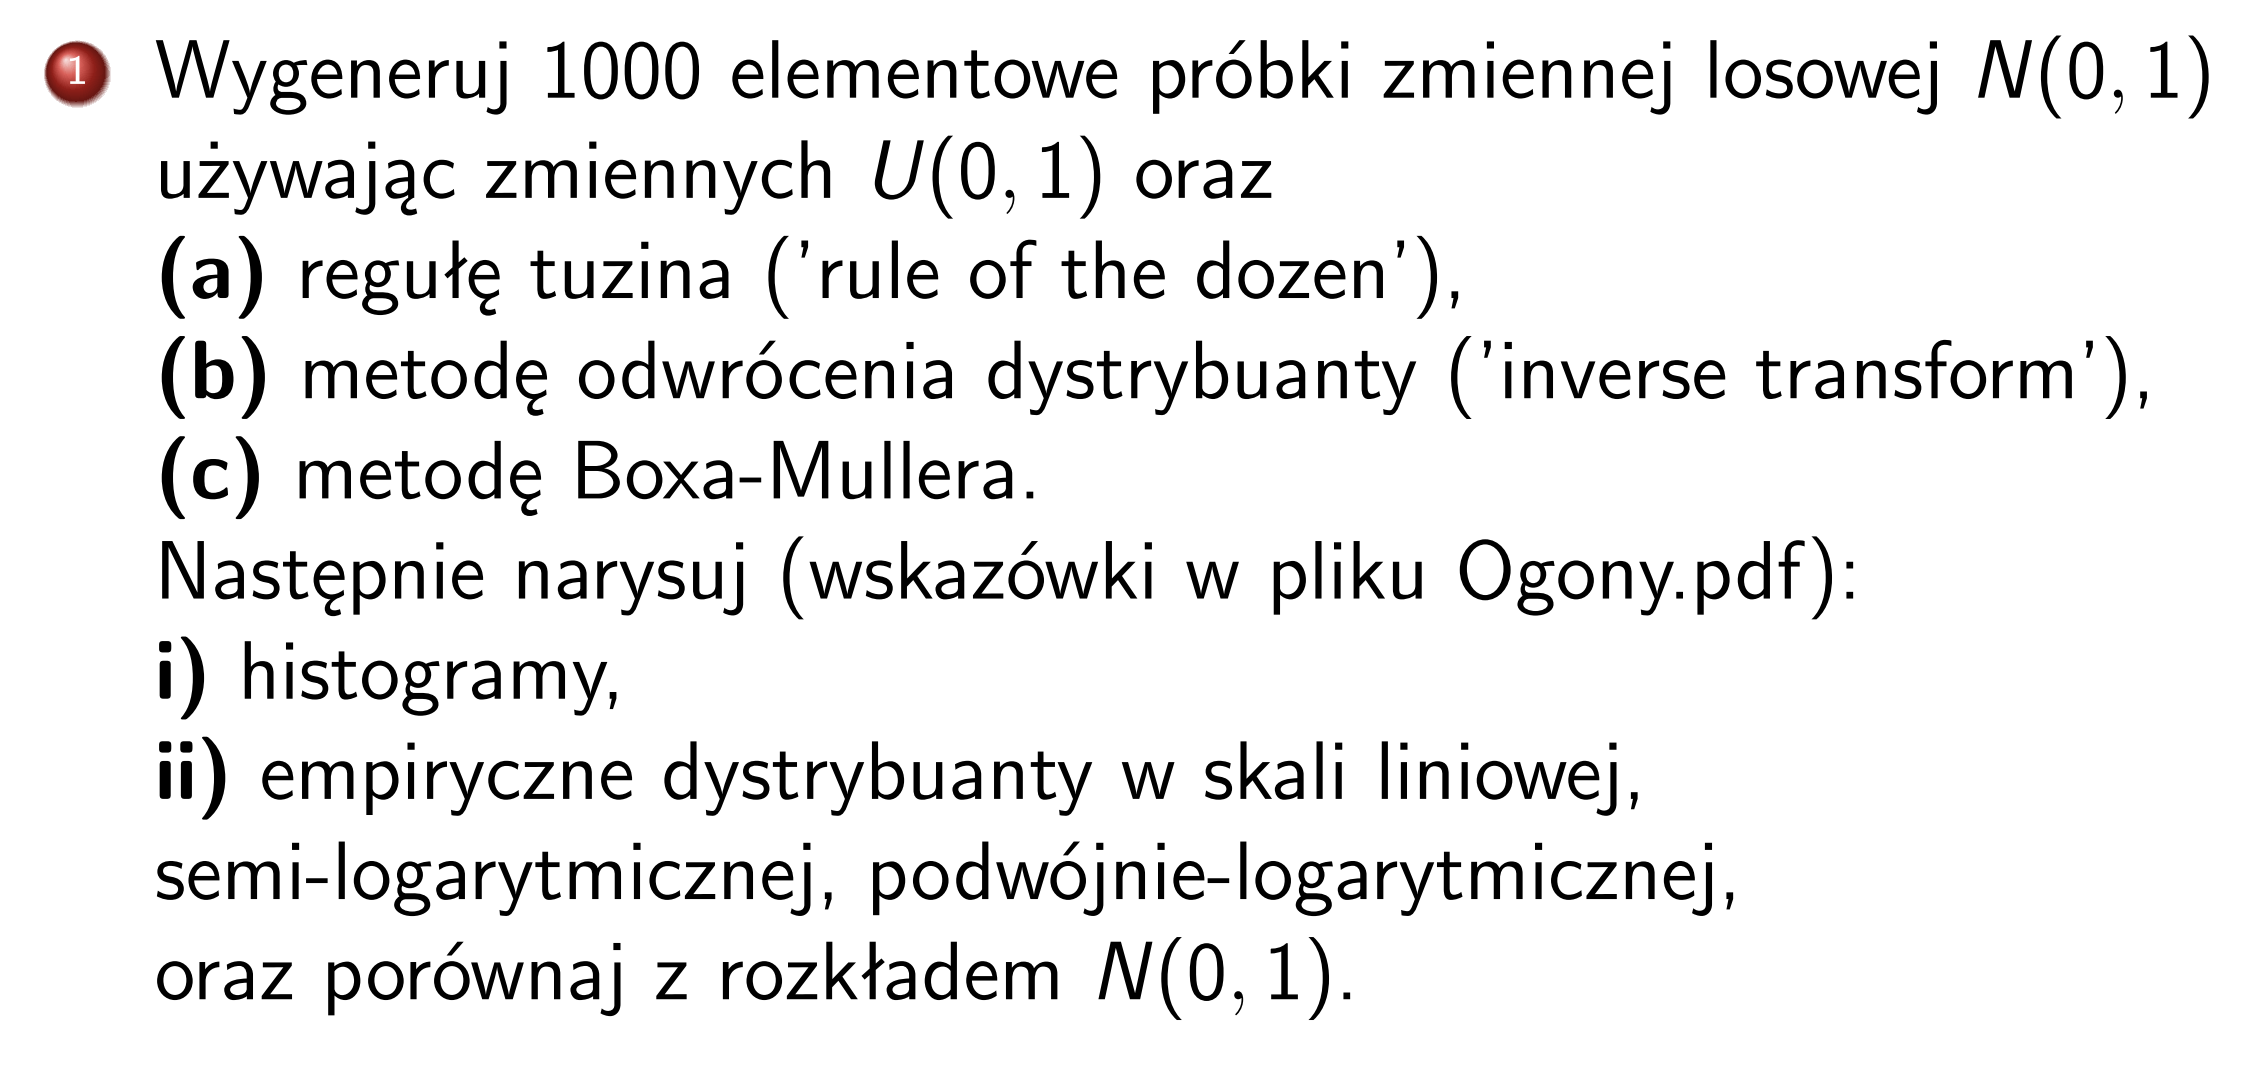 1 Wygeneruj 1000 elementowe próbki zmiennej losowej N(0, 1)
używając zmiennych U(0, 1) oraz
(a) regułę tuzina ('rule of the dozen'),
(b) metodę odwrócenia dystrybuanty ('inverse transform'),
(c) metodę Boxa-Mullera.
Następnie narysuj (wskazówki w pliku Ogony.pdf):
i) histogramy,
ii) empiryczne dystrybuanty w skali liniowej,
semi-logarytmicznej, podwójnie-logarytmicznej,
oraz porównaj z rozkładem N(0, 1).